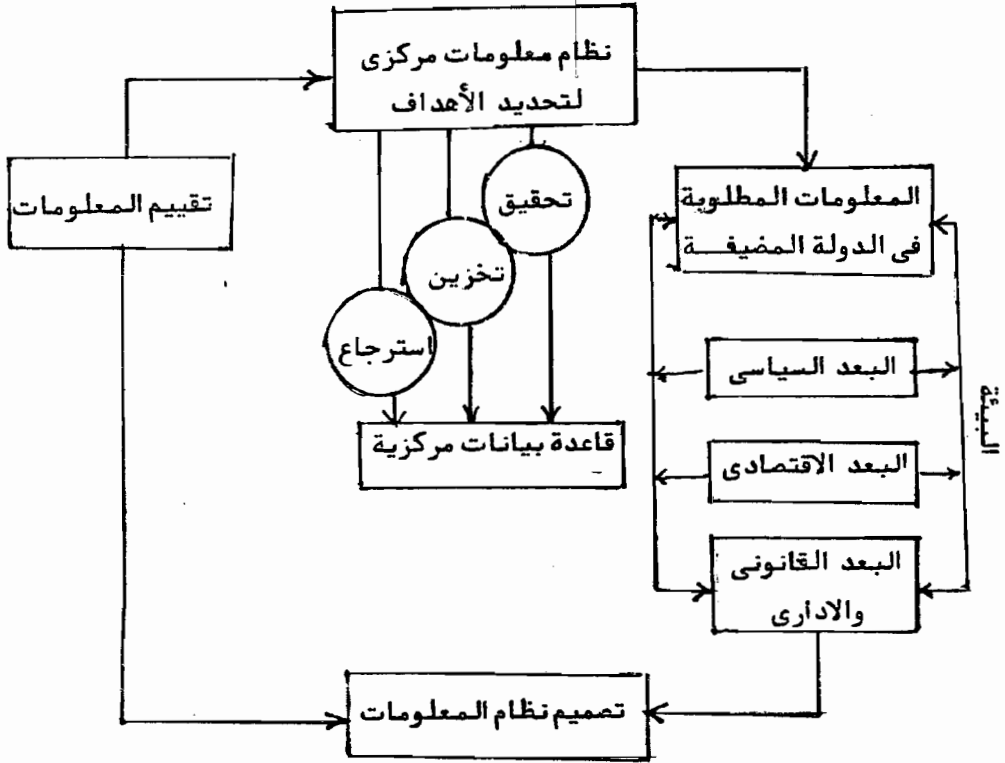 نظام معلومات مركزى
لتحديد الأهداف
المعلومات المطلوبة
فى الدولة المضيفة
تقييم المعلومات
تحقيق
تخزين
استرجاع
قاعدة بيانات مركزية
البعد السياسى
البعد الاقتصادى
البعد القانونى
والادارى
البيئة
تصميم نظام المعلومات